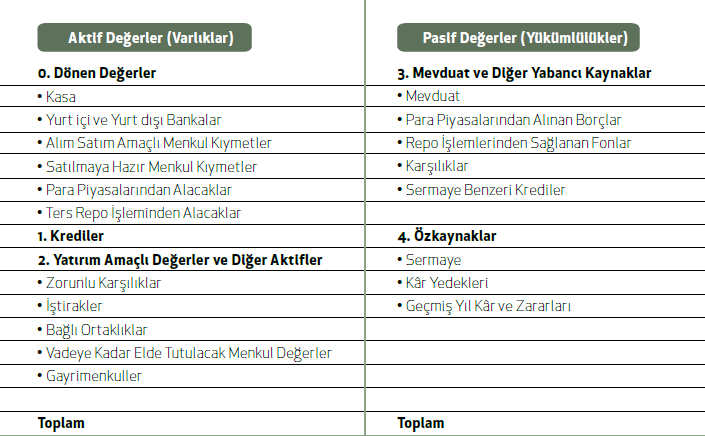 Aktif Değerler (Varlıklar)
0. Dönen Değerler
• Kasa
• Yurt içi ve Yurt dışı Bankalar
• Alım Satım Amaçlı Menkul Kıymetler
• Satılmaya Hazır Menkul Kıymetler
• Para Piyasalarından Alacaklar
• Ters Repo İşleminden Alacaklar
1. Krediler
2. Yatırım Amaçlı Değerler ve Diğer Aktifler
• Zorunlu Karşılıklar
• İştirakler
• Bağlı Ortaklıklar
• Vadeye Kadar Elde Tutulacak Menkul Değerler
• Gayrimenkuller
Toplam
Pasif Değerler (Yükümlülükler)
3. Mevduat ve DIğer Yabancı Kaynaklar
• Mevduat
• Para Piyasalarından Alınan Borçlar
• Repo İşlemlerinden Sağlanan Fonlar
• Karşılıklar
• Sermaye Benzeri Krediler
4. Özkaynaklar
• Sermaye
• Kâr Yedekleri
• Geçmiş Yıl Kâr ve Zararları
Toplam